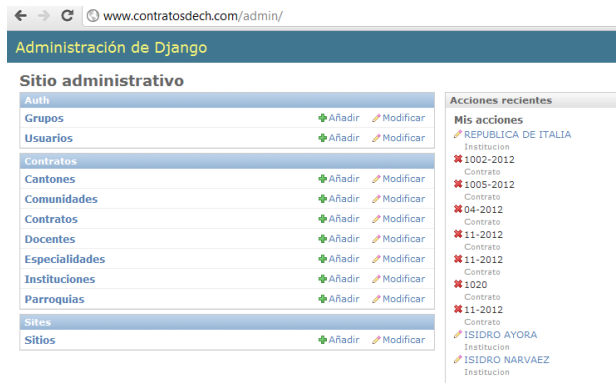 www.contratosdech.com/admin/
Administración de Django
Sitio administrativo
Auth
Grupos Añadir Modificar
Usuarios Añadir Modificar
Contratos
Cantones Añadir Modificar
Comunidades Añadir Modificar
Contratos Añadir Modificar
Docentes Añadir Modificar
Especialidades Añadir Modificar
Instituciones Añadir Modificar
Parroquias Añadir Modificar
Sites
Sitios Añadir Modificar
Acciones recientes
Mis acciones
REPUBLICA DE ITALIA
Institucion
1002-2012
Contrato
1005-2012
Contrato
04-2012
Contrato
11-2012
Contrato
11-2012
Contrato
1020
Contrato
11-2012
Contrato
ISIDRO AYORA
Institucion
ISIDRO NARVAEZ
Institucion